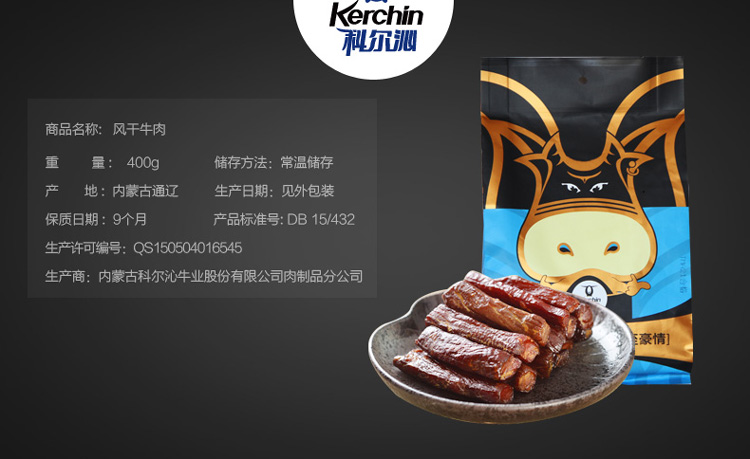 Kerchin
科尔沁
商品名称: 风干牛肉
重 量: 400g 储存方法: 常温储存
产 地: 内蒙古通辽 生产日期: 见外包装
保质日期: 9个月 产品标准号: DB 15/432
生产许可编号: QS150504016545
生产商: 内蒙古科尔沁牛业股份有限公司肉制品分公司
豪情]